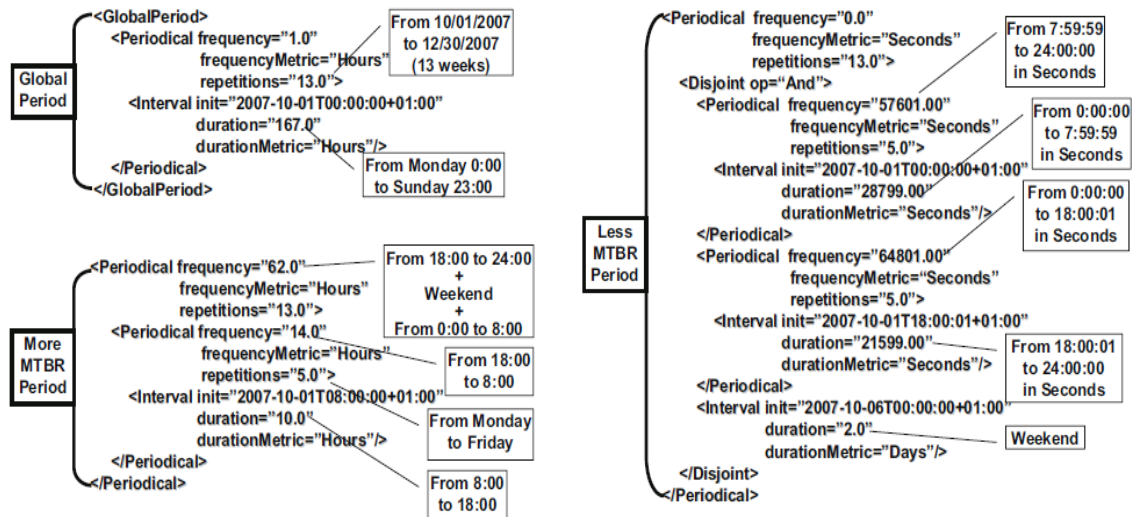 Global
Period
<GlobalPeriod>
<Periodical frequency="1.0"
frequencyMetric="Hours"
repetitions="13.0">
<Interval init="2007-10-01T00:00:00+01:00"
duration="167.0"
durationMetric="Hours"/>
</Periodical>
</GlobalPeriod>
From 10/01/2007
to 12/30/2007
(13 weeks)
From Monday 0:00
to Sunday 23:00
More
MTBR
Period
<Periodical frequency="62.0"
frequencyMetric="Hours"
repetitions="13.0">
<Periodical frequency="14.0"
frequencyMetric="Hours"
repetitions="5.0">
<Interval init="2007-10-01T08:00:00+01:00"
duration="10.0"
durationMetric="Hours"/>
</Periodical>
</Periodical>
From 18:00 to 24:00
+
Weekend
+
From 0:00 to 8:00
From 18:00
to 8:00
From Monday
to Friday
From 8:00
to 18:00
Less
MTBR
Period
<Periodical frequency="0.0"
frequencyMetric="Seconds"
repetitions="13.0">
<Disjoint op="And">
<Periodical frequency="57601.00"
frequencyMetric="Seconds"
repetitions="5.0">
<Interval init="2007-10-01T00:00:00+01:00"
duration="28799.00"
durationMetric="Seconds"/>
</Periodical>
<Periodical frequency="64801.00"
frequencyMetric="Seconds"
repetitions="5.0">
<Interval init="2007-10-01T18:00:01+01:00"
duration="21599.00"
durationMetric="Seconds"/>
</Periodical>
<Interval init="2007-10-06T00:00:00+01:00"
duration="2.0"
durationMetric="Days"/>
</Disjoint>
</Periodical>
From 7:59:59
to 24:00:00
in Seconds
From 0:00:00
to 7:59:59
in Seconds
From 0:00:00
to 18:00:01
in Seconds
From 18:00:01
to 24:00:00
in Seconds
Weekend